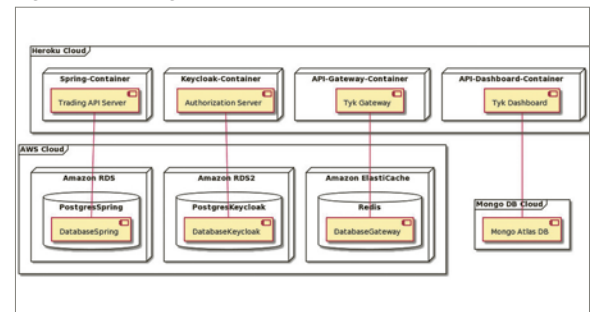 Heroku Cloud
Spring-Container
Keycloak-Container
API-Gateway-Container
API-Dashboard-Container
Trading API Server
Authorization Server
Tyk Gateway
Tyk Dashboard
AWS Cloud
Amazon RDS
Amazon RDS2
Amazon ElastiCache
PostgresSpring
PostgresKeycloak
Redis
Mongo DB Cloud
DatabaseSpring
DatabaseKeycloak
DatabaseGateway
Mongo Atlas DB